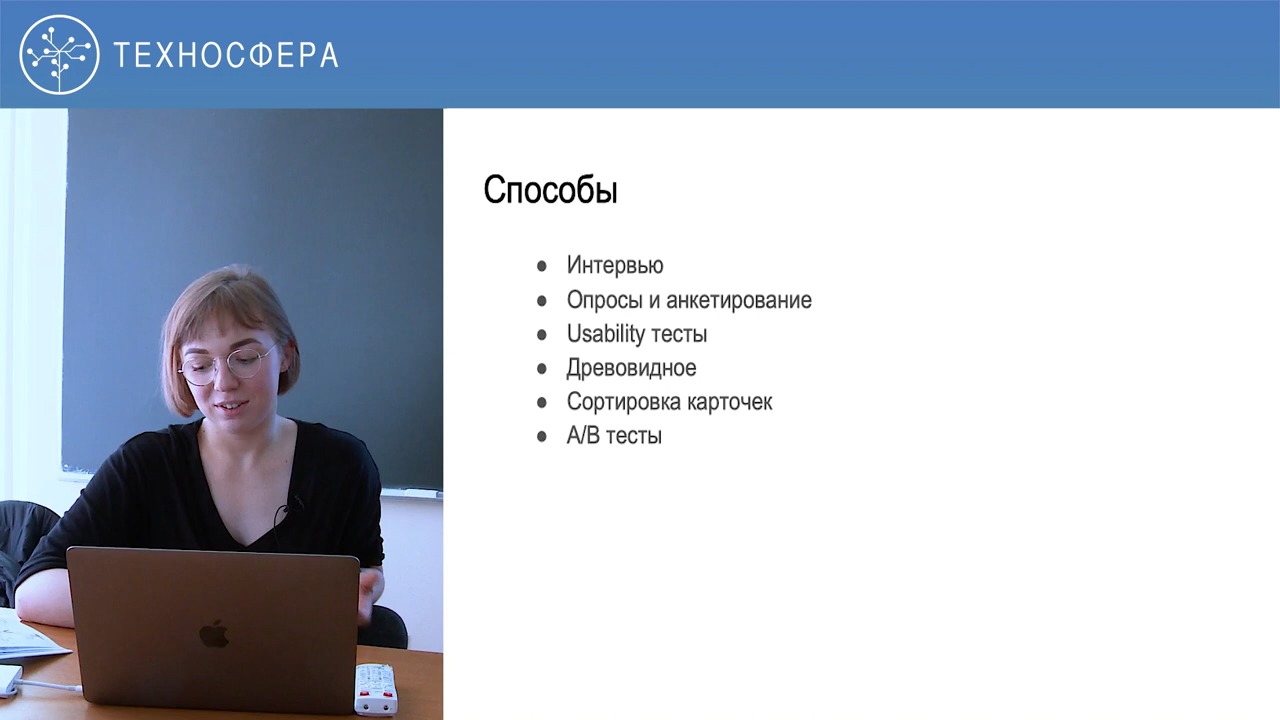 ТЕХНОСФЕРА
Способы
Интервью
Опросы и анкетирование
Usability тесты
Древовидное
Сортировка карточек
A/B тесты